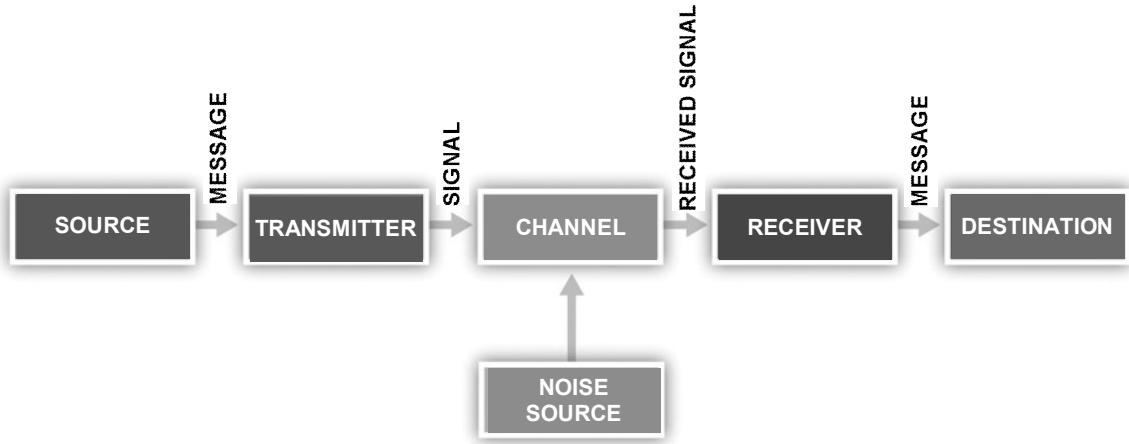 SOURCE
MESSAGE
TRANSMITTER
SIGNAL
CHANNEL
RECEIVED SIGNAL
RECEIVER
MESSAGE
DESTINATION
NOISE
SOURCE